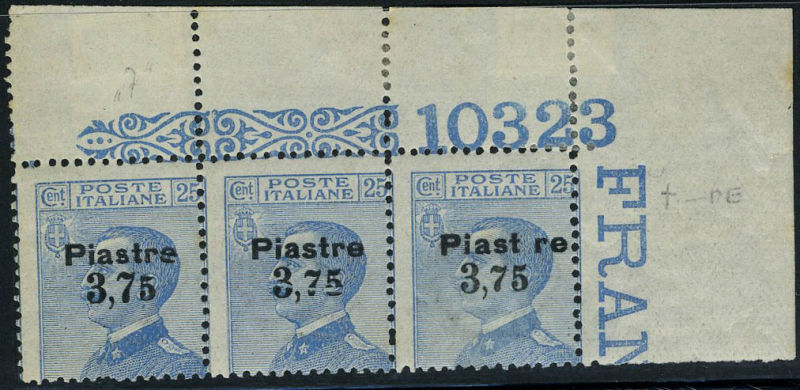 "7"
10323
FRAN
Cent POSTE ITALIANE 25
Piastre
3,75
Cent POSTE ITALIANE 25
Piastre
3,75
Cent POSTE ITALIANE 25
Piast re
3,75